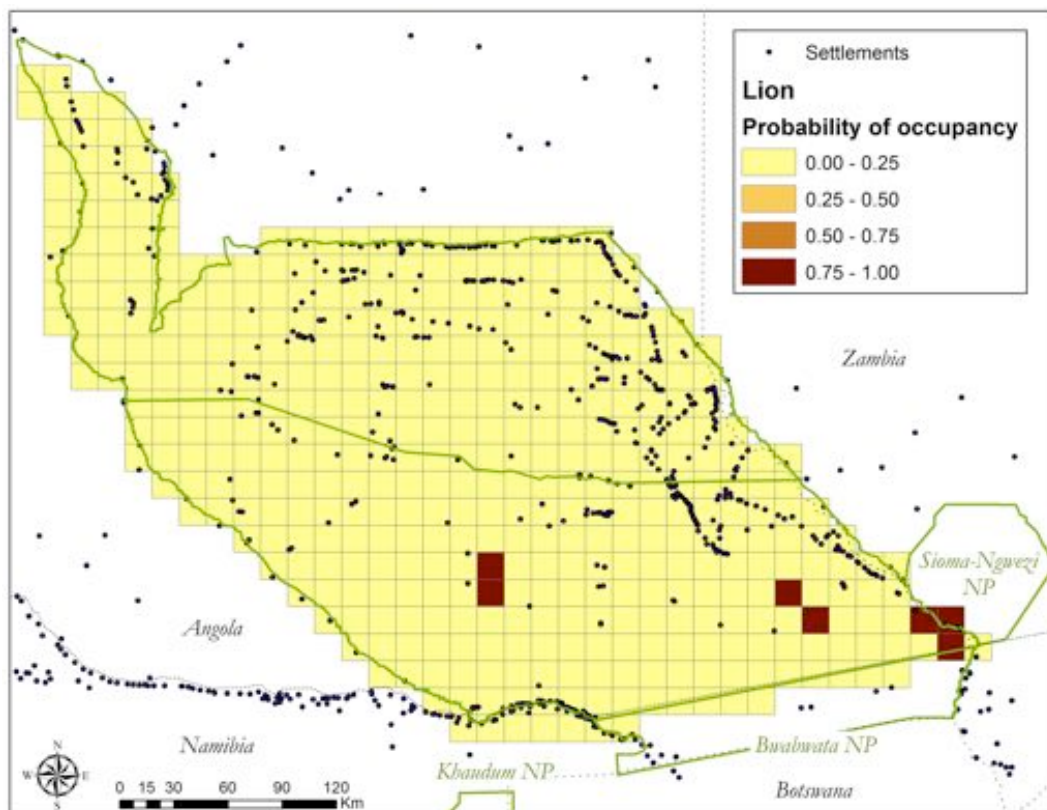 Settlements
Lion
Probability of occupancy
0.00 - 0.25
0.25 - 0.50
0.50 - 0.75
0.75 - 1.00
Zambia
Sioma-Ngwezi
NP
Angola
Namibia
Khaudum NP
Bwabwata NP
Botswana
N
W E
S
0 15 30 60 90 120
Km